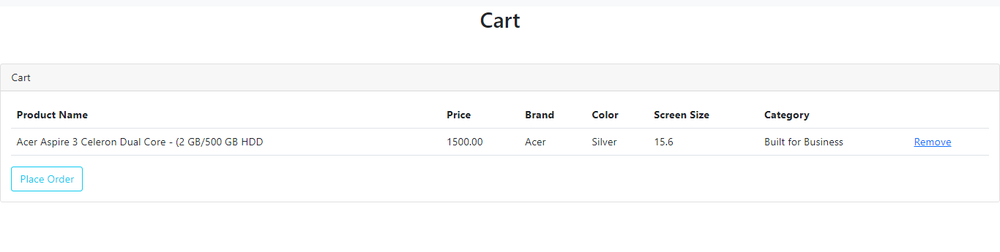 Cart
Cart
Product Name Price Brand Color Screen Size Category
Acer Aspire 3 Celeron Dual Core - (2 GB/500 GB HDD 1500.00 Acer Silver 15.6 Built for Business Remove
Place Order